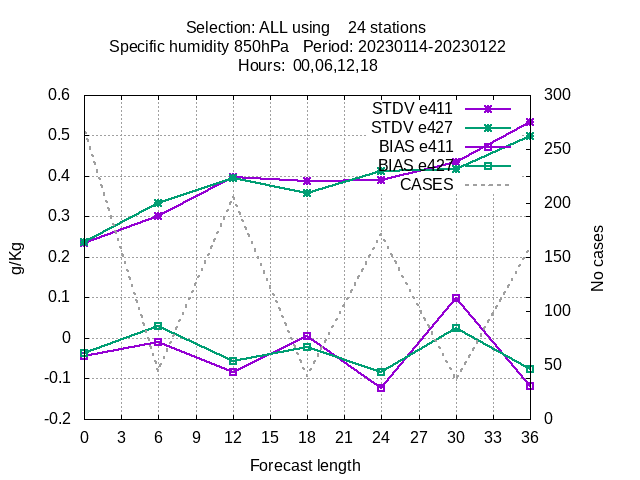 Selection: ALL using 24 stations
Specific humidity 850hPa Period: 20230114-20230122
Hours: 00,06,12,18
0.6
0.5
0.4
0.3
0.2
0.1
0
-0.1
-0.2
g/Kg
STDV e411
STDV e427
BIAS e411
BIAS e427
CASES
300
250
200
150
100
50
0
No cases
0 3 6 9 12 15 18 21 24 27 30 33 36
Forecast length